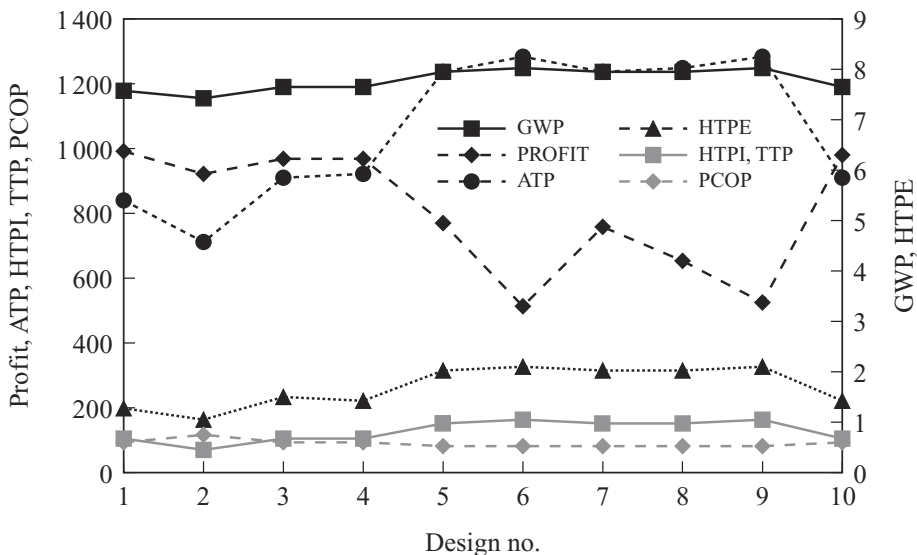 1 400
1200
1 000
800
600
400
200
0
Profit, ATP, HTPI, TTP, PCOP
GWP
PROFIT
ATP
HTPE
HTPI, TTP
PCOP
9
8
7
6
5
4
3
2
1
0
GWP, HTPE
1 2 3 4 5 6 7 8 9 10
Design no.